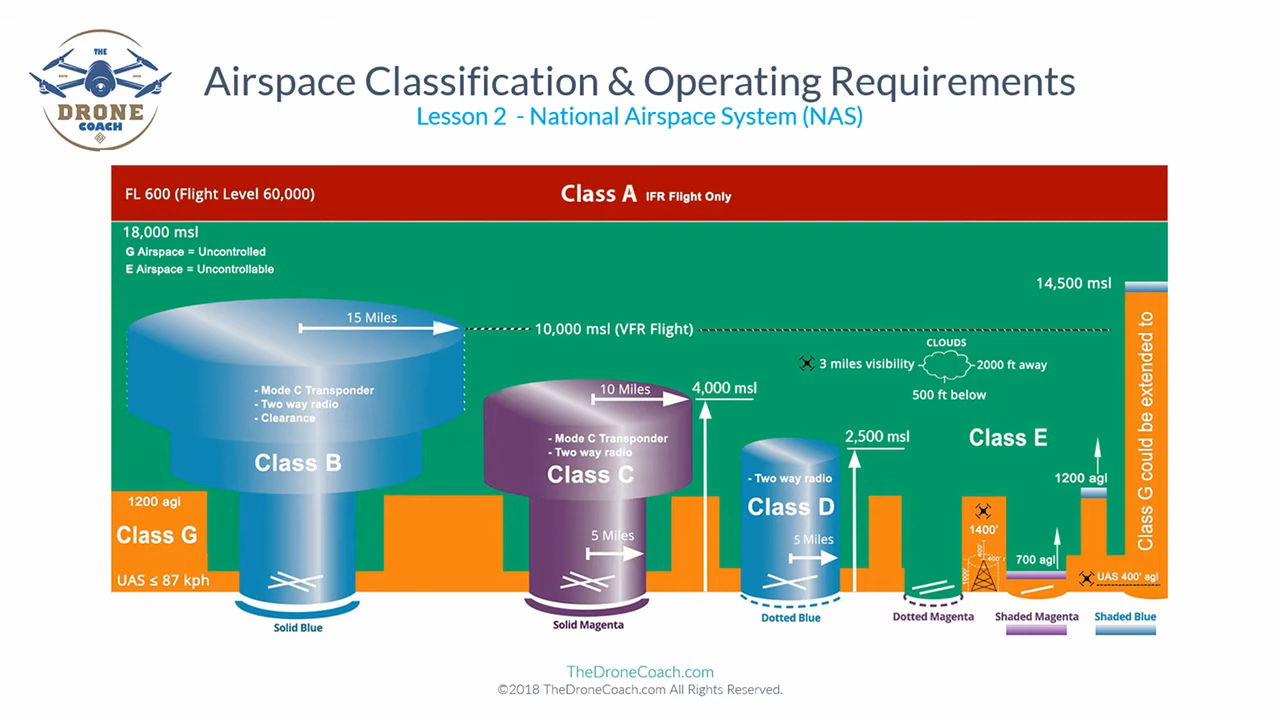 THE
DRONE
COACH
Airspace Classification & Operating Requirements
Lesson 2 - National Airspace System (NAS)
FL 600 (Flight Level 60,000)
Class A IFR Flight Only
18,000 msl
G Airspace = Uncontrolled
E Airspace = Uncontrollable
14,500 msl
15 Miles
10,000 msl (VFR Flight)
CLOUDS
3 miles visibility
2000 ft away
500 ft below
- Mode C Transponder
- Two way radio
- Clearance
Class B
10 Miles
4,000 msl
- Mode C Transponder
- Two way radio
Class C
5 Miles
2,500 msl
- Two way radio
Class D
5 Miles
Class E
1200 agl
Class G could be extended to
1200 agl
Class G
UAS ≤ 87 kph
1400'
400'
400'
1000'
700 agl
UAS 400' agl
Solid Blue
Solid Magenta
Dotted Blue
Dotted Magenta
Shaded Magenta
Shaded Blue
TheDroneCoach.com
©2018 TheDroneCoach.com All Rights Reserved.